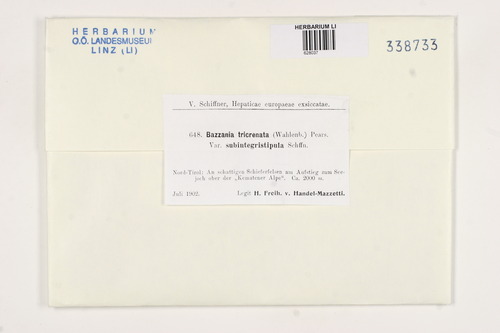 HERBARIUM
O.Ö. LANDESMUSEUM
LINZ (LI)
HERBARIUM LI
338733
V. Schiffner, Hepaticae europaeae exsiccatae.
648. Bazzania tricrenata (Wahlenb.) Pears.
Var. subintegristipula Schffn.
Nord-Tirol: An schattigen Schieferfelsen am Aufstieg zum See-
joch ober der „Kematener Alpe“. Ca. 2000 m.
Juli 1902. Legit H. Freih. v. Handel-Mazzetti.